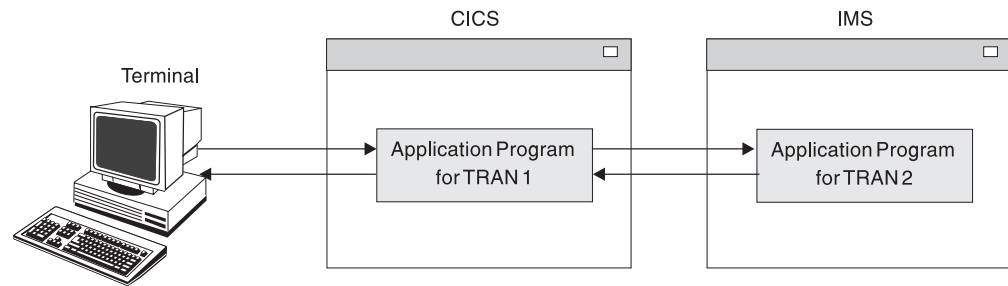 CICS
IMS
Terminal
Application Program
for TRAN 1
Application Program
for TRAN 2